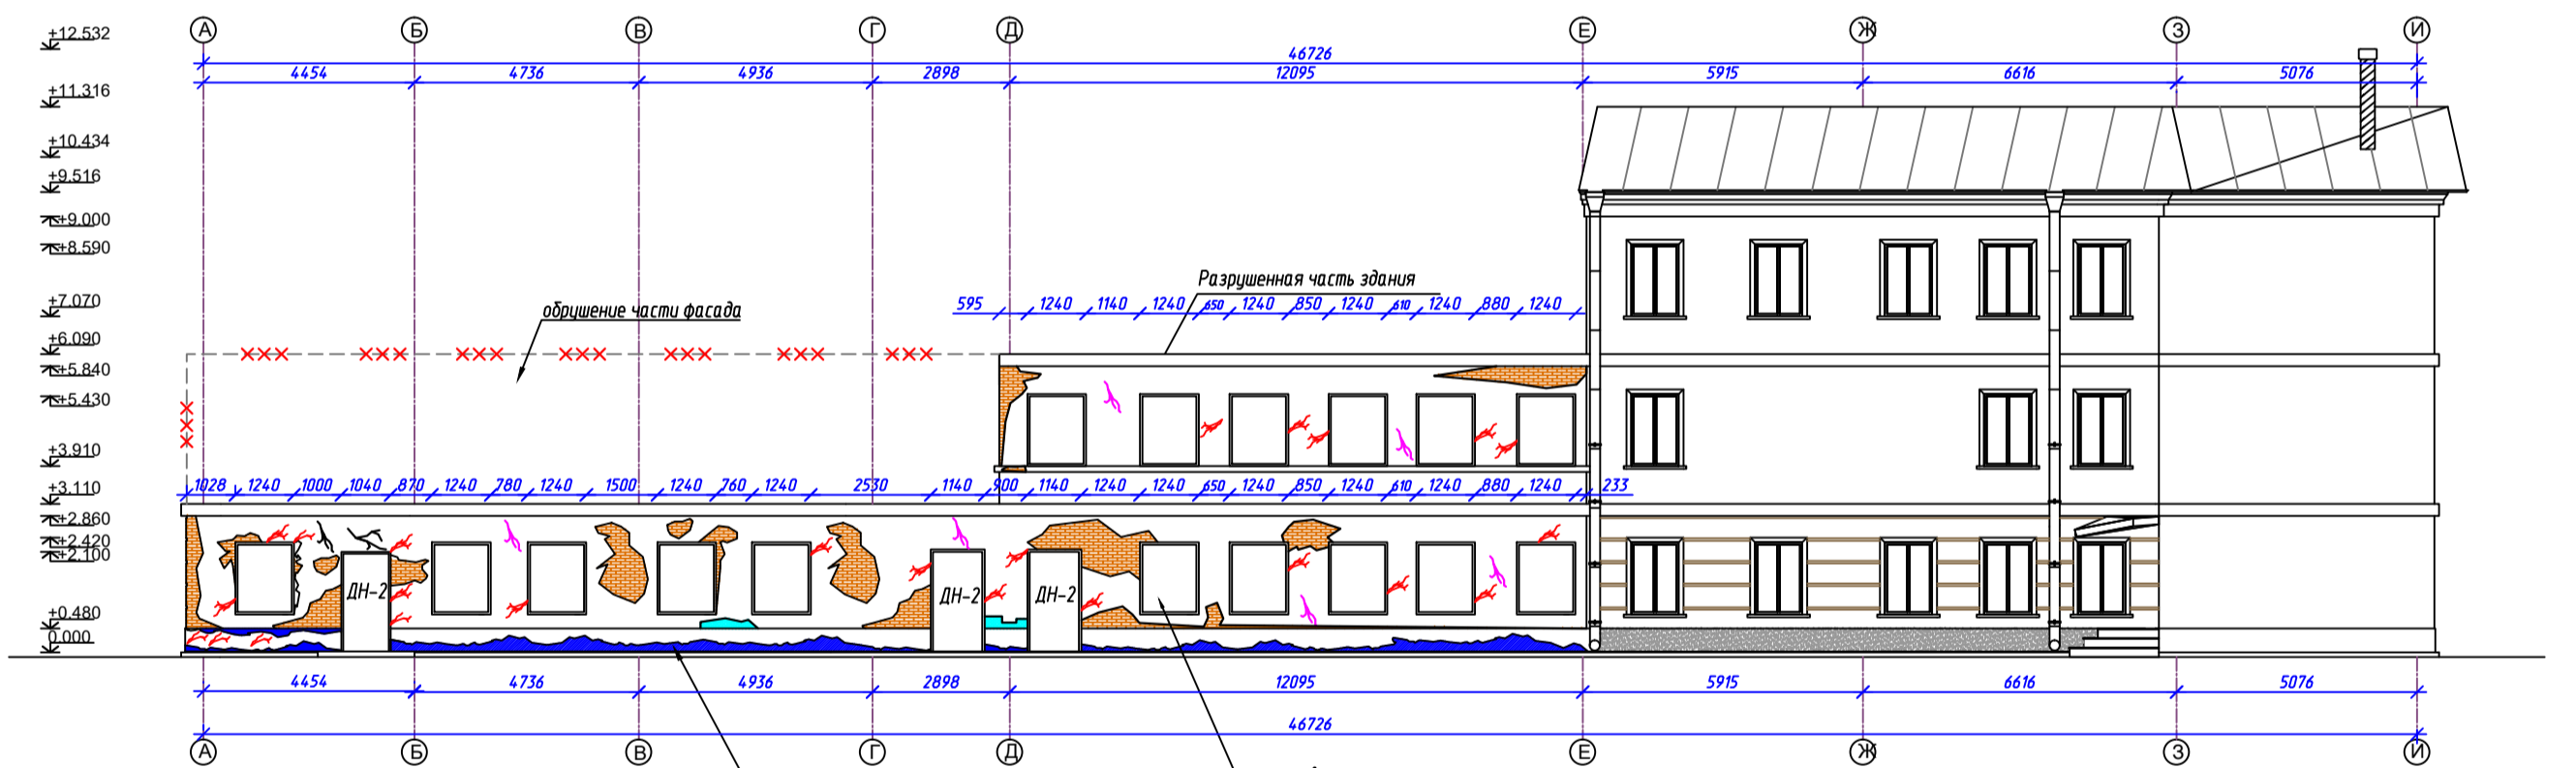 А Б В Г Д Е Ж З И
+12.532
46726
4454 4736 4936 2898 12095 5915 6616 5076
+11.316
+10.434
+9.516
+9.000
+8.590
Разрушенная часть здания
+7.070
595 1240 1140 1240 650 1240 850 1240 610 1240 880 1240
обрушение части фасада
+6.090
+5.840
+5.430
+3.910
+3.110
1028 1240 1000 1040 870 1240 780 1240 1500 1240 760 1240 2530 1140 900 1140 1240 1240 650 1240 850 1240 610 1240 880 1240 233
+2.860
+2.420
+2.100
ДН-2 ДН-2 ДН-2
+0.480
0.000
4454 4736 4936 2898 12095 5915 6616 5076
46726
А Б В Г Д Е Ж З И